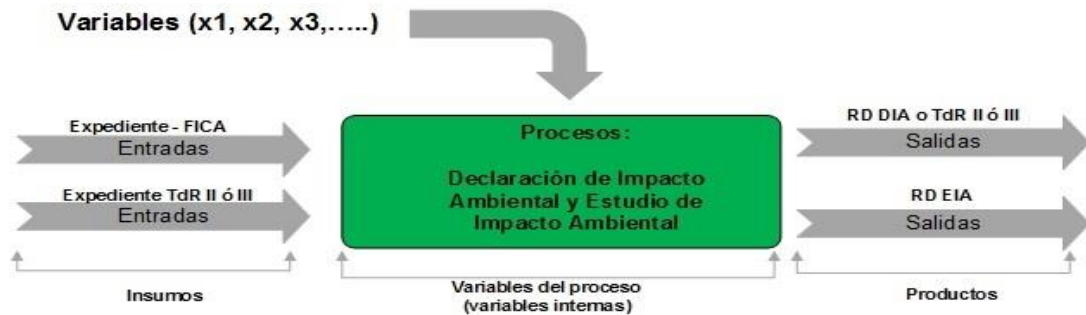 Variables (x1, x2, x3,.....)
Expediente - FICA
Entradas
Expediente TdR II ó III
Entradas
Insumos
Procesos:
Declaración de Impacto
Ambiental y Estudio de
Impacto Ambiental
Variables del proceso
(variables internas)
RD DIA o TdR II ó III
Salidas
RD EIA
Salidas
Productos